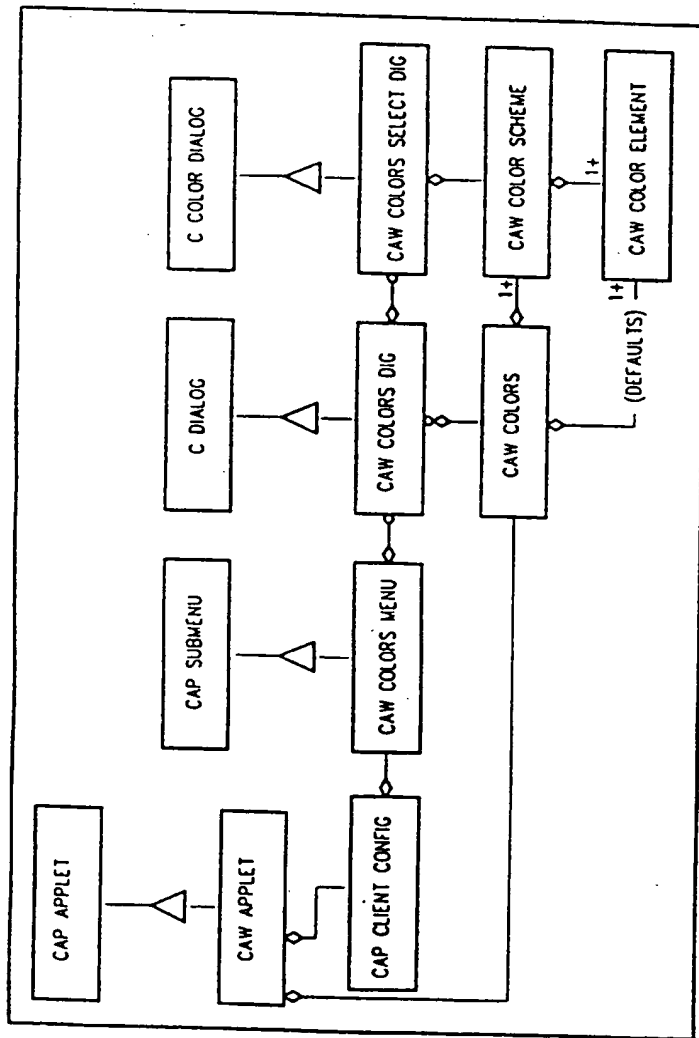 CAP APPLET
CAW APPLET
CAP CLIENT CONFIG
CAP SUBMENU
CAW COLORS MENU
C DIALOG
CAW COLORS DIG
CAW COLORS
C COLOR DIALOG
CAW COLORS SELECT DIG
CAW COLOR SCHEME
1+
1+
CAW COLOR ELEMENT
1+
(DEFAULTS)